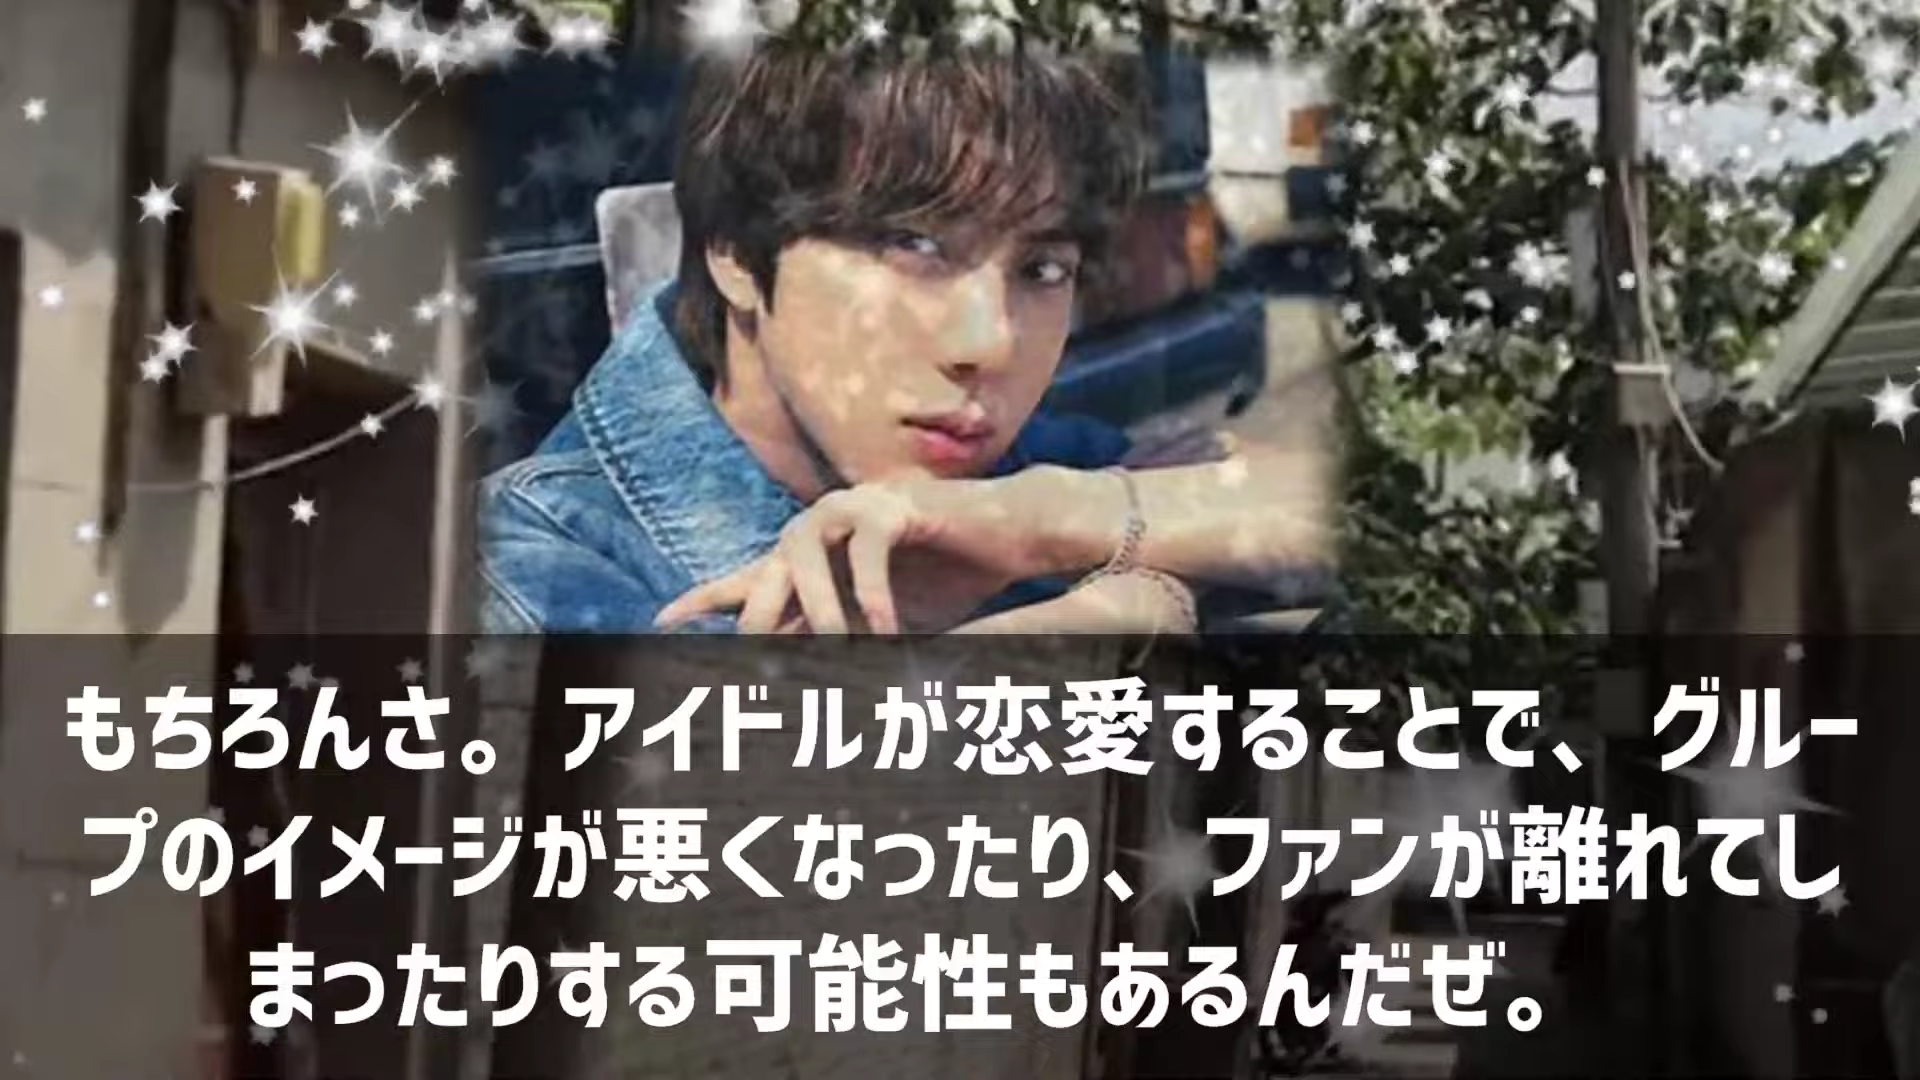 もちろんさ。アイドルが恋愛することで、グルー
プのイメージが悪くなったり、ファンが離れてし
まったりする可能性もあるんだぜ。